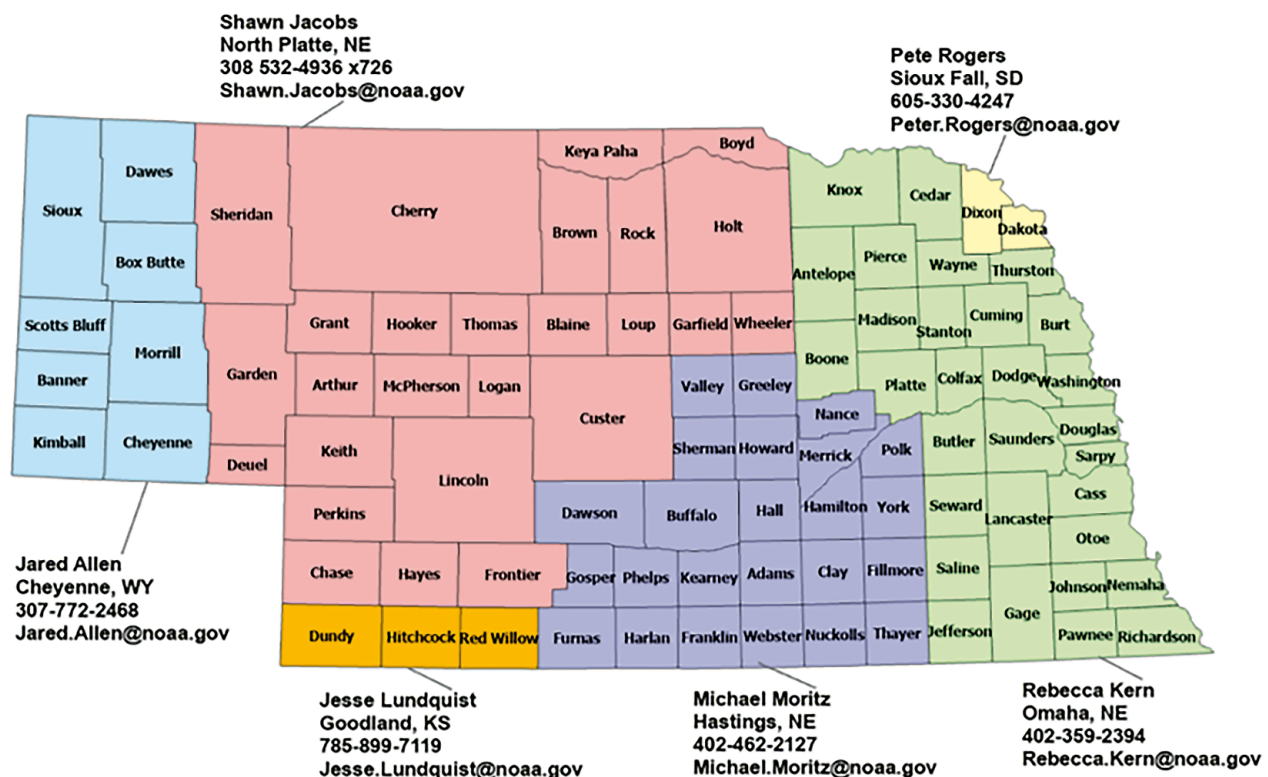 Shawn Jacobs
North Platte, NE
308 532-4936 x726
Shawn.Jacobs@noaa.gov
Pete Rogers
Sioux Fall, SD
605-330-4247
Peter.Rogers@noaa.gov
Sioux
Dawes
Box Butte
Sheridan
Cherry
Keya Paha
Boyd
Brown
Rock
Holt
Knox
Cedar
Dixon
Dakota
Antelope
Pierce
Wayne
Thurston
Scotts Bluff
Morrill
Banner
Kimball
Cheyenne
Garden
Deuel
Grant
Hooker
Thomas
Blaine
Loup
Garfield
Wheeler
Madison
Stanton
Cuming
Burt
Boone
Arthur
McPherson
Logan
Custer
Valley
Greeley
Platte
Colfax
Dodge
Washington
Nance
Keith
Lincoln
Sherman
Howard
Merrick
Polk
Butler
Saunders
Douglas
Sarpy
Perkins
Dawson
Buffalo
Hall
Hamilton
York
Seward
Lancaster
Cass
Otoe
Chase
Hayes
Frontier
Gosper
Phelps
Kearney
Adams
Clay
Fillmore
Saline
Gage
Johnson
Nemaha
Dundy
Hitchcock
Red Willow
Furnas
Harlan
Franklin
Webster
Nuckolls
Thayer
Jefferson
Pawnee
Richardson
Jared Allen
Cheyenne, WY
307-772-2468
Jared.Allen@noaa.gov
Jesse Lundquist
Goodland, KS
785-899-7119
Jesse.Lundquist@noaa.gov
Michael Moritz
Hastings, NE
402-462-2127
Michael.Moritz@noaa.gov
Rebecca Kern
Omaha, NE
402-359-2394
Rebecca.Kern@noaa.gov